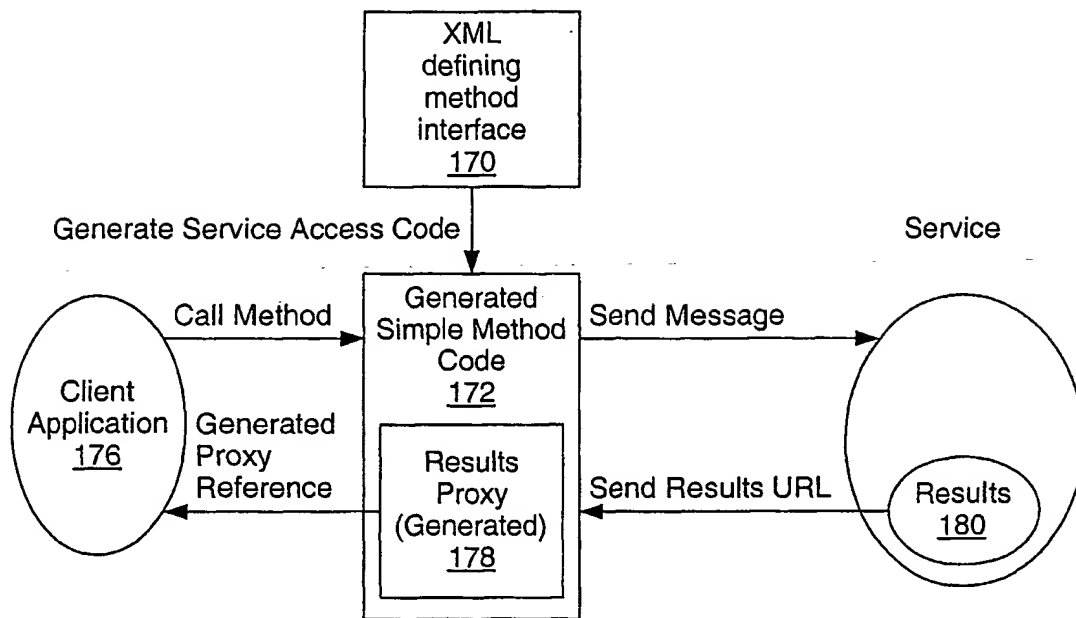 XML
defining
method
interface
170
Generate Service Access Code
Service
Call Method
Generated
Simple Method
Code
172
Send Message
Client
Application
176
Generated
Proxy
Reference
Results
Proxy
(Generated)
178
Send Results URL
Results
180